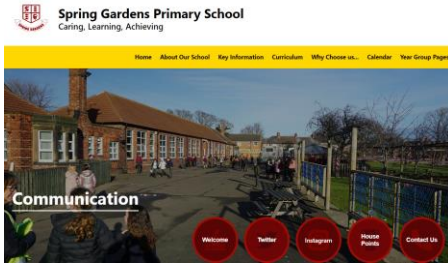 Spring Gardens Primary School
Caring, Learning, Achieving
Home About Our School Key Information Curriculum Why Choose us... Calendar Year Group Pages
Communication
Welcome Twitter Instagram House Points Contact Us